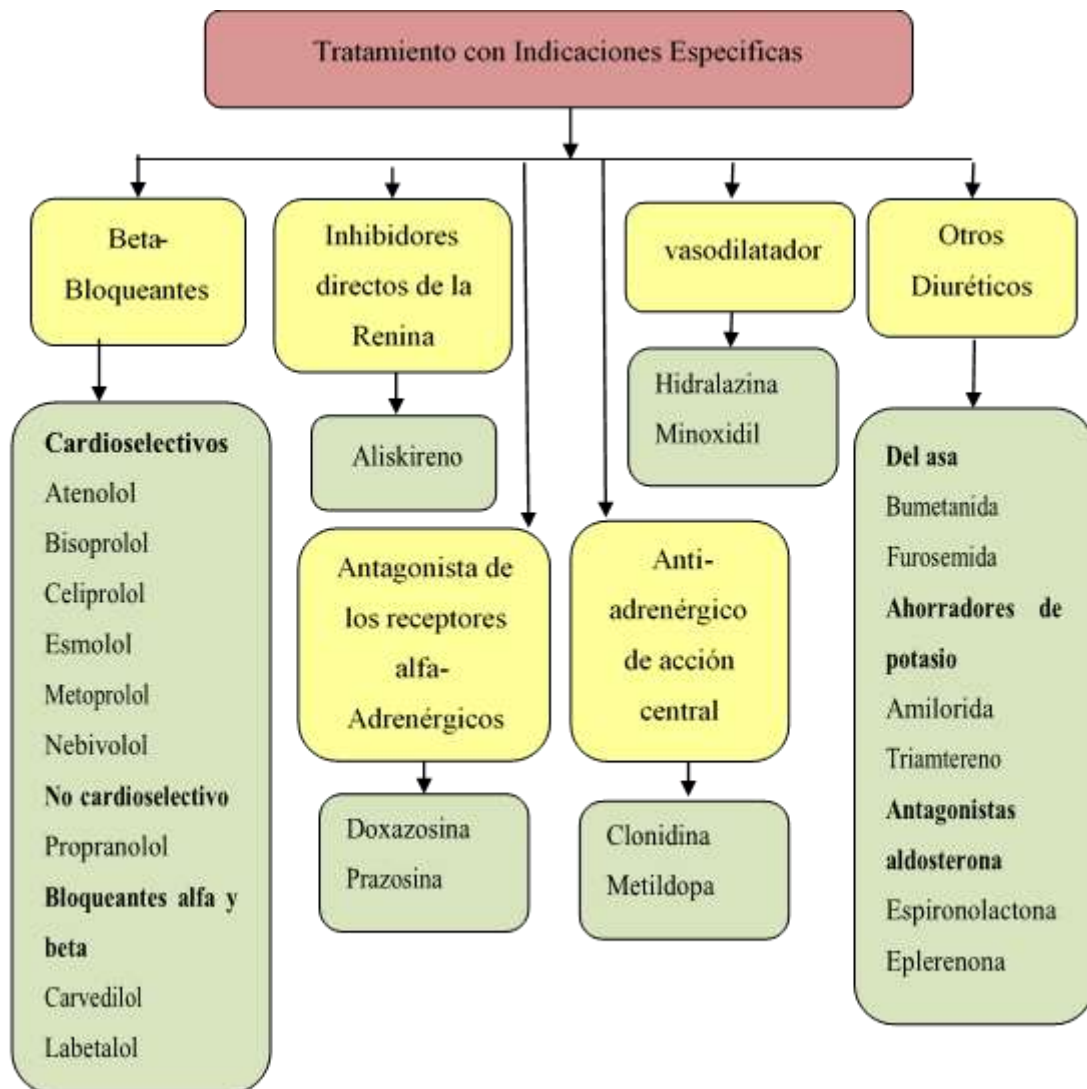 Tratamiento con Indicaciones Especificas
Beta-
Bloqueantes
Cardioselectivos
Atenolol
Bisoprolol
Celiprolol
Esmolol
Metoprolol
Nebivolol
No cardioselectivo
Propranolol
Bloqueantes alfa y
beta
Carvedilol
Labetalol
Inhibidores
directos de la
Renina
Aliskireno
Antagonista de
los receptores
alfa-
Adrenérgicos
Doxazosina
Prazosina
Anti-
adrenérgico
de acción
central
Clonidina
Metildopa
vasodilatador
Hidralazina
Minoxidil
Otros
Diuréticos
Del asa
Bumetanida
Furosemida
Ahorradores de
potasio
Amilorida
Triamtereno
Antagonistas
aldosterona
Espironolactona
Eplerenona